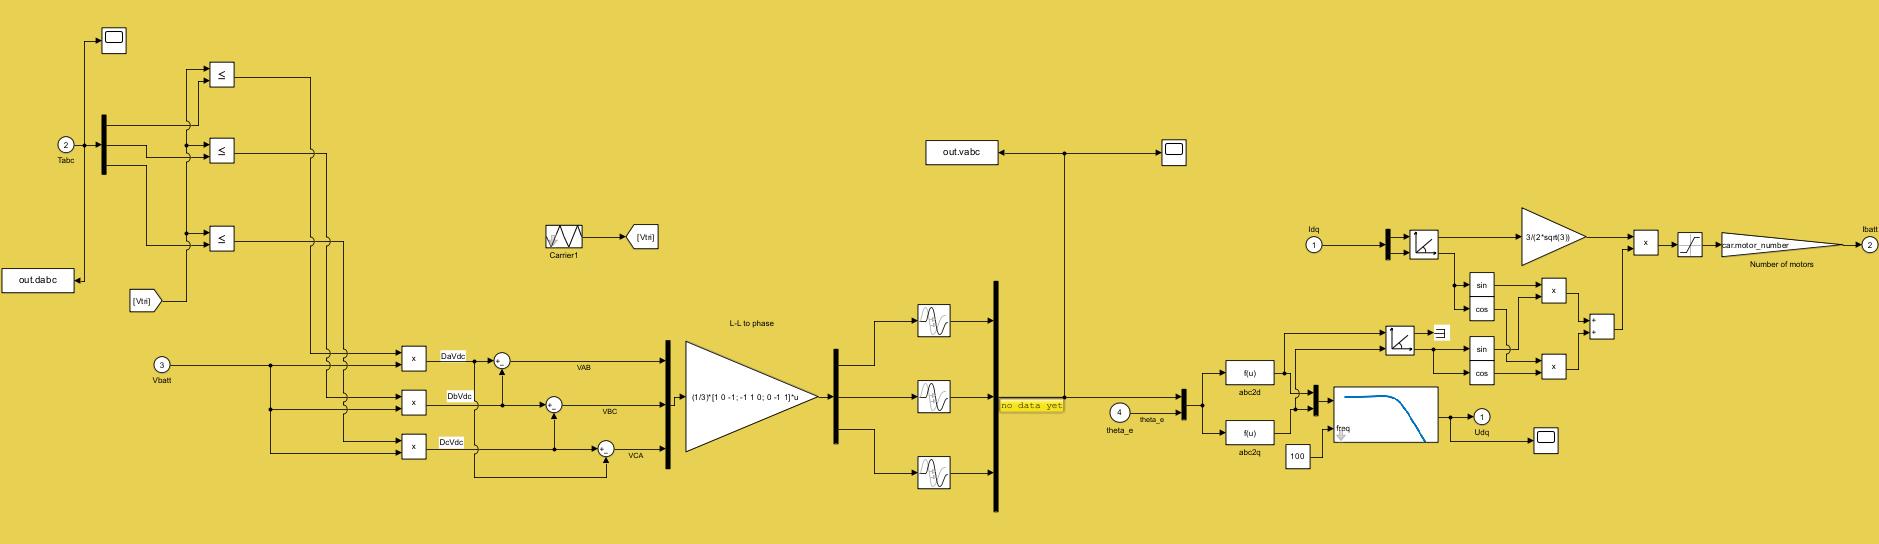 ≤
2
Tabc
≤
≤
out.dabc
[Vtri]
3
Vbatt
x
DaVdc
x
DbVdc
x
DcVdc
+
−
VAB
+
−
VBC
+
−
VCA
Carrier1
[Vtri]
L-L to phase
(1/3)*[1 0 -1; -1 1 0; 0 -1 1]*u
out.vabc
no data yet
4
theta_e
theta_e
f(u)
abc2d
f(u)
abc2q
100
freq
1
Udq
Idq
1
3/(2*sqrt(3))
sin
cos
sin
cos
x
x
+
+
x
car.motor_number
Number of motors
Ibatt
2